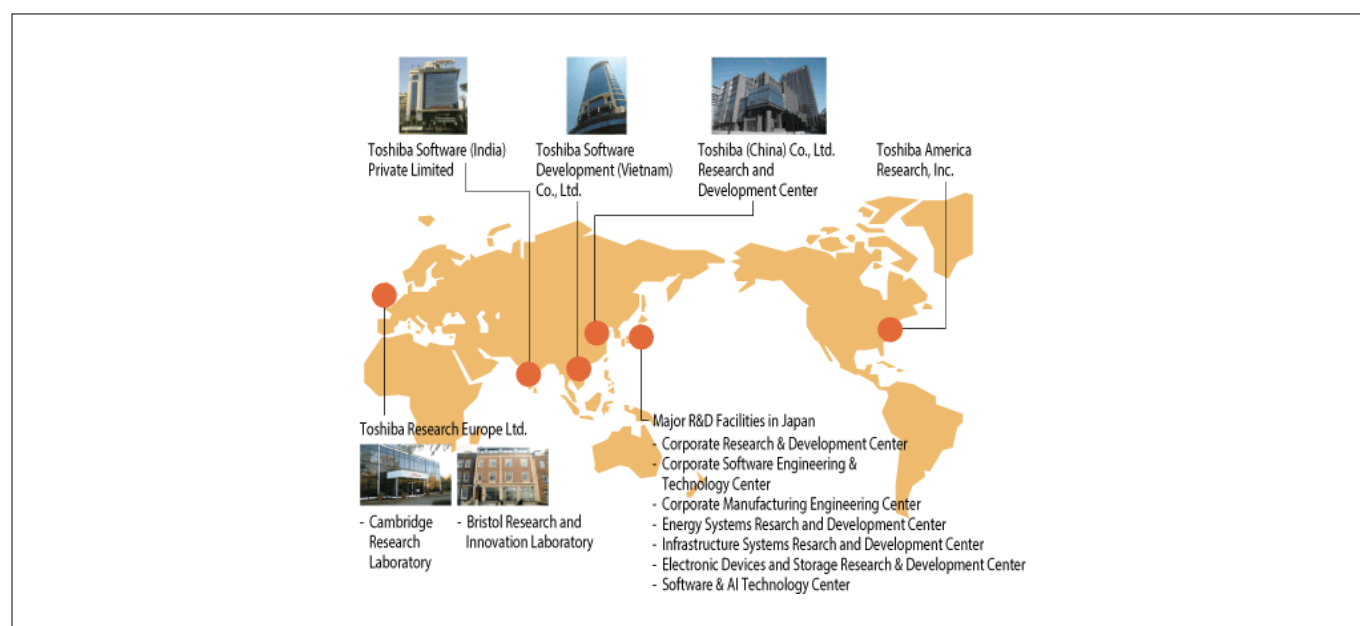 Toshiba Software (India)
Private Limited
Toshiba Software
Development (Vietnam)
Co., Ltd.
Toshiba (China) Co., Ltd.
Research and
Development Center
Toshiba America
Research, Inc.
Toshiba Research Europe Ltd.
- Cambridge
Research
Laboratory
- Bristol Research and
Innovation Laboratory
Major R&D Facilities in Japan
- Corporate Research & Development Center
- Corporate Software Engineering &
Technology Center
- Corporate Manufacturing Engineering Center
- Energy Systems Resarch and Development Center
- Infrastructure Systems Resarch and Development Center
- Electronic Devices and Storage Research & Development Center
- Software & AI Technology Center